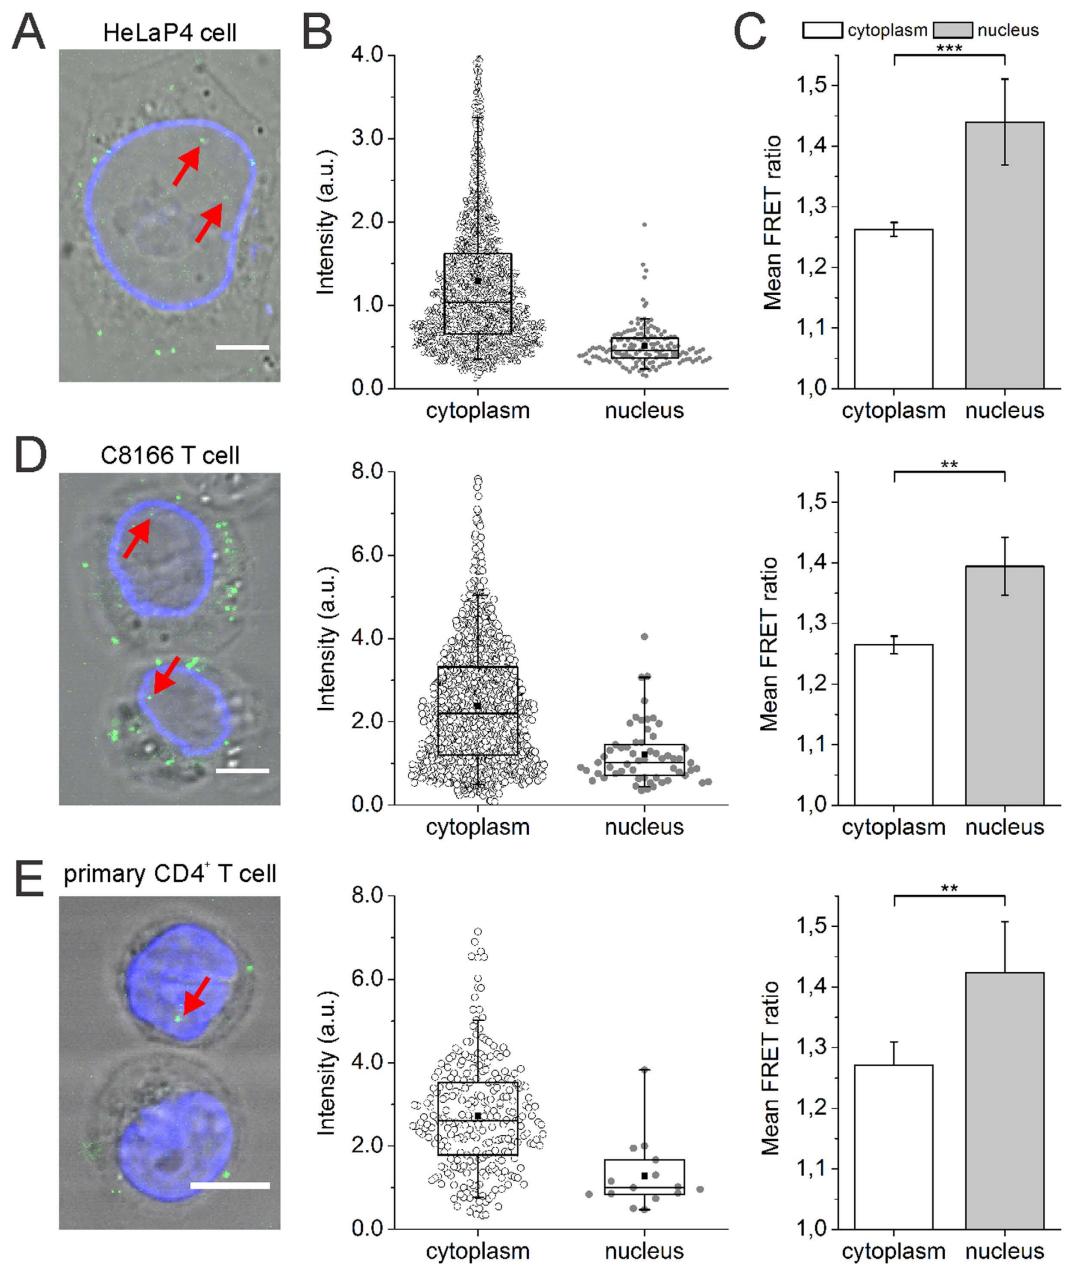 A
HeLaP4 cell
B
Intensity (a.u.)
4.0
3.0
2.0
1.0
0.0
cytoplasm nucleus
C
cytoplasm nucleus
***
Mean FRET ratio
1,5
1,4
1,3
1,2
1,1
1,0
cytoplasm nucleus
D
C8166 T cell
Intensity (a.u.)
8.0
6.0
4.0
2.0
0.0
cytoplasm nucleus
**
Mean FRET ratio
1,5
1,4
1,3
1,2
1,1
1,0
cytoplasm nucleus
E
primary CD4⁺ T cell
Intensity (a.u.)
8.0
6.0
4.0
2.0
0.0
cytoplasm nucleus
**
Mean FRET ratio
1,5
1,4
1,3
1,2
1,1
1,0
cytoplasm nucleus